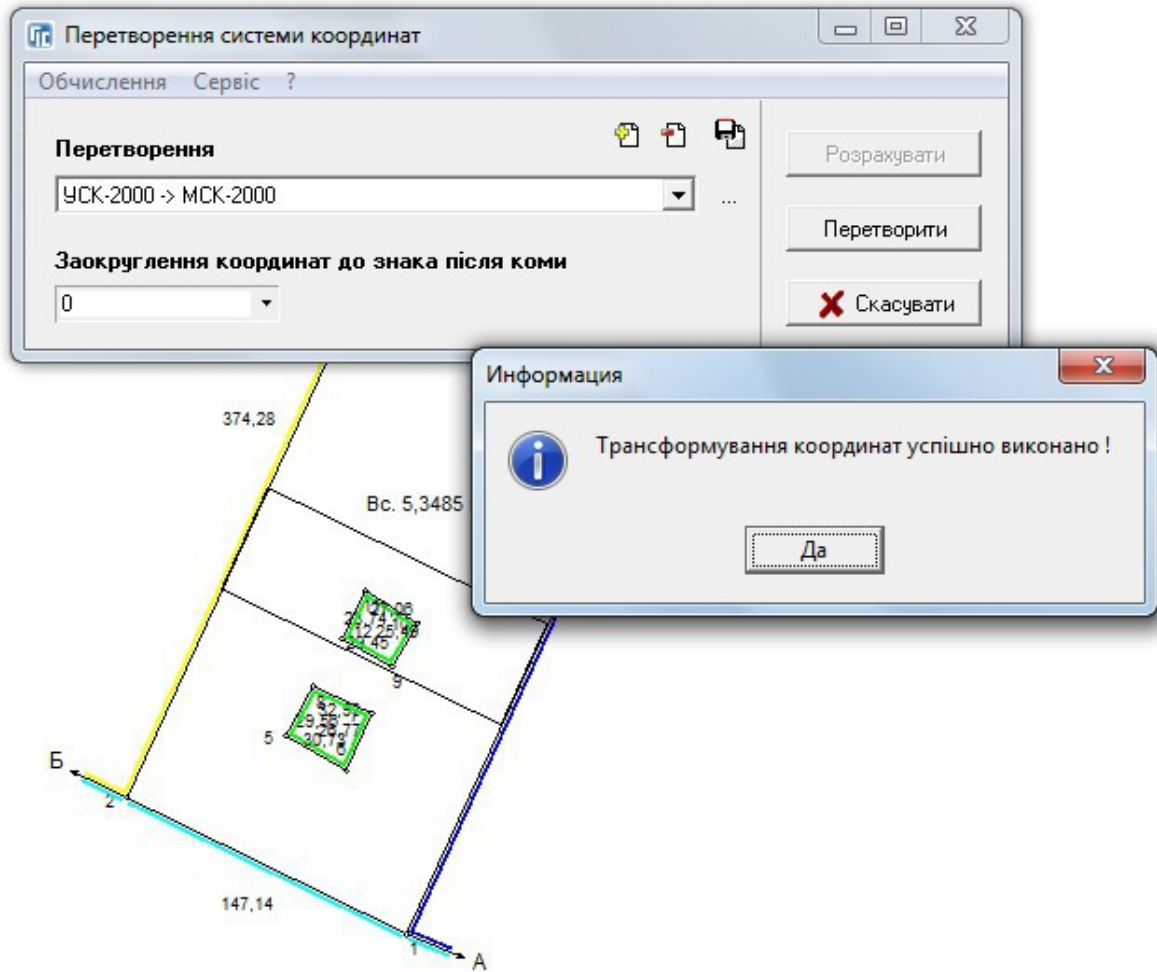 Перетворення системи координат
Обчислення Сервіс ?
Перетворення
УСК-2000 -> МСК-2000
...
Заокруглення координат до знака після коми
0
Розрахувати
Перетворити
Скасувати
Информация
Трансформування координат успішно виконано !
Да
374,28
Вс. 5,3485
9
5
Б
2
147,14
1
А